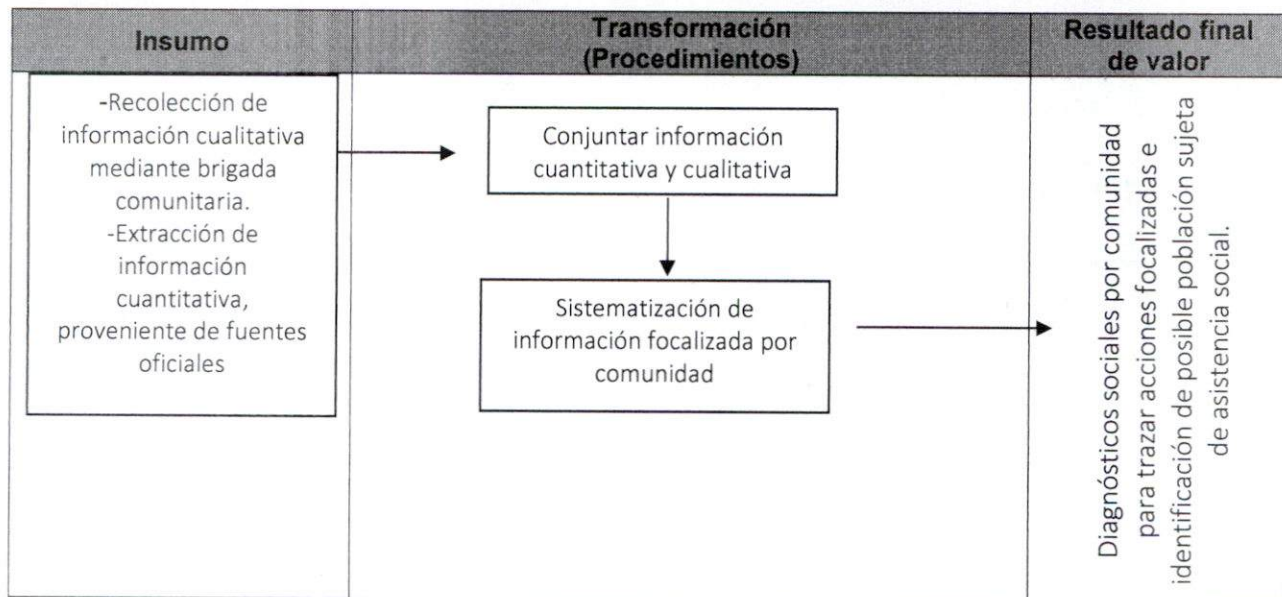 Insumo
Transformación
(Procedimientos)
Resultado final
de valor
-Recolección de
información cualitativa
mediante brigada
comunitaria.
-Extracción de
información
cuantitativa,
proveniente de fuentes
oficiales
Conjuntar información
cuantitativa y cualitativa
Sistematización de
información focalizada por
comunidad
Diagnósticos sociales por comunidad
para trazar acciones focalizadas e
identificación de posible población sujeta
de asistencia social.